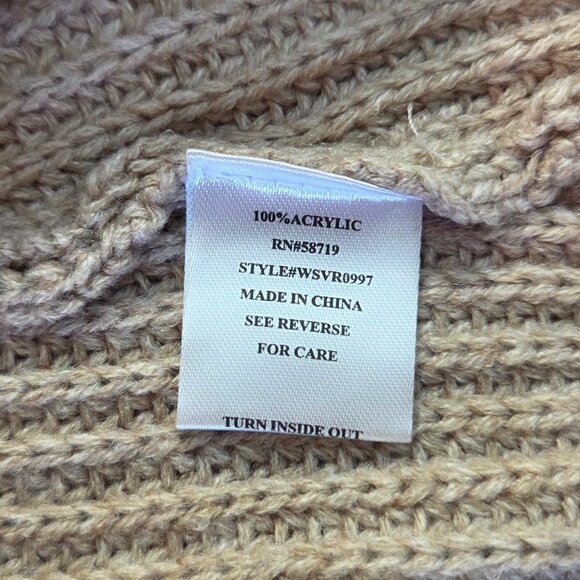 100%ACRYLIC
RN#58719
STYLE#WSVR0997
MADE IN CHINA
SEE REVERSE
FOR CARE
TURN INSIDE OUT